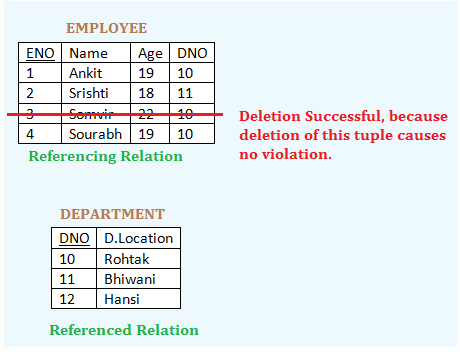 EMPLOYEE
ENO Name Age DNO
1 Ankit 19 10
2 Srishti 18 11
3 Somvir 22 10
4 Sourabh 19 10
Referencing Relation
Deletion Successful, because
deletion of this tuple causes
no violation.
DEPARTMENT
DNO D.Location
10 Rohtak
11 Bhiwani
12 Hansi
Referenced Relation